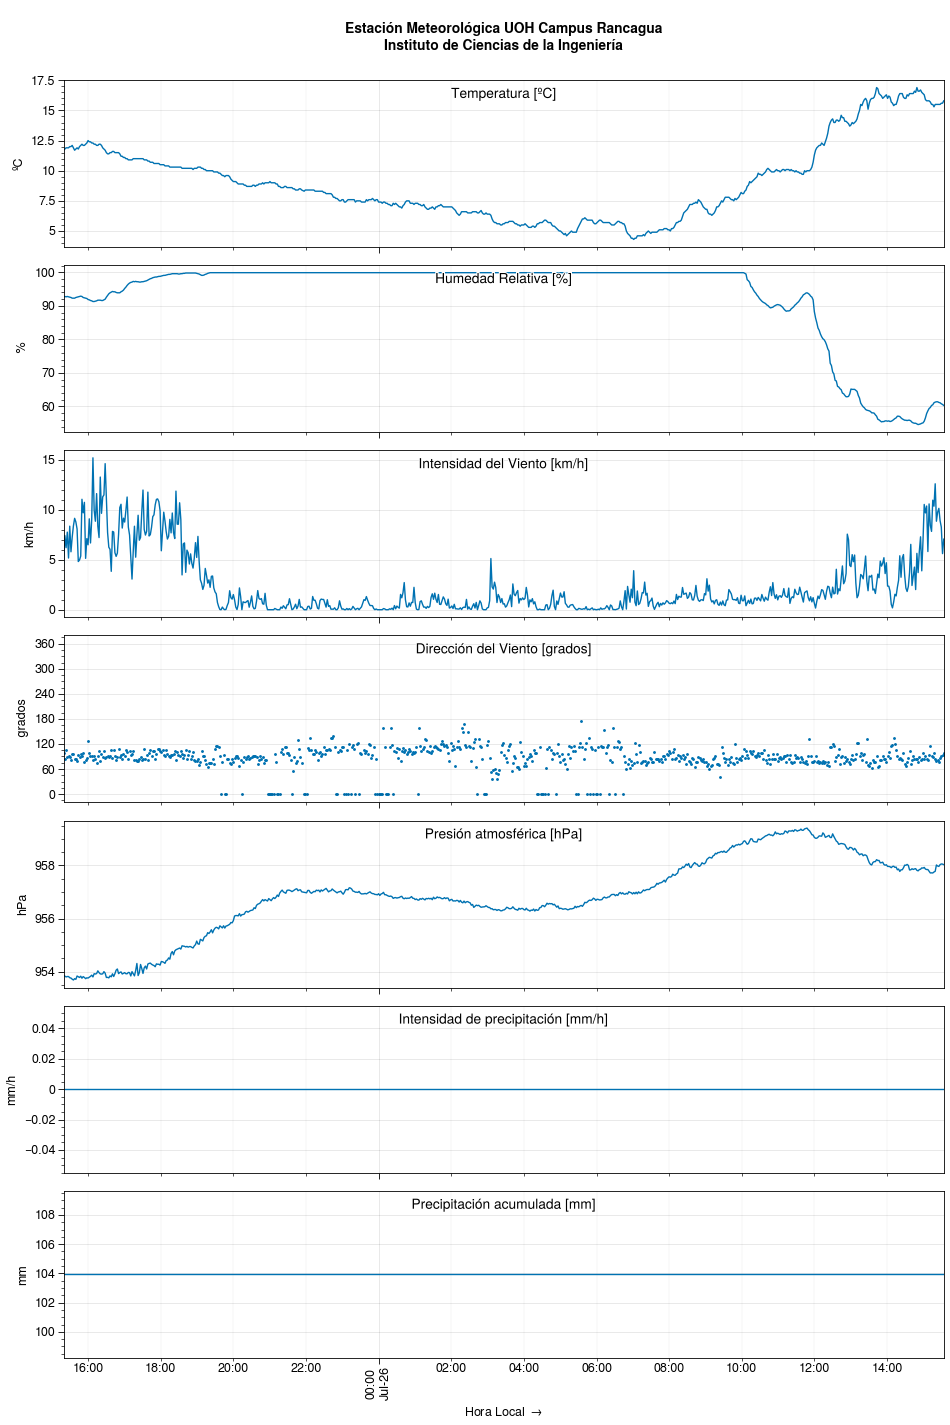 Estación Meteorológica UOH Campus Rancagua
Instituto de Ciencias de la Ingeniería
Temperatura [ºC]
17.5
15
12.5
10
7.5
5
ºC
Humedad Relativa [%]
100
90
80
70
60
%
Intensidad del Viento [km/h]
15
10
5
0
km/h
Dirección del Viento [grados]
360
300
240
180
120
60
0
grados
Presión atmosférica [hPa]
958
956
954
hPa
Intensidad de precipitación [mm/h]
0.04
0.02
0
−0.02
−0.04
mm/h
Precipitación acumulada [mm]
108
106
104
102
100
mm
16:00 18:00 20:00 22:00 00:00 02:00 04:00 06:00 08:00 10:00 12:00 14:00
Jul-26
Hora Local →